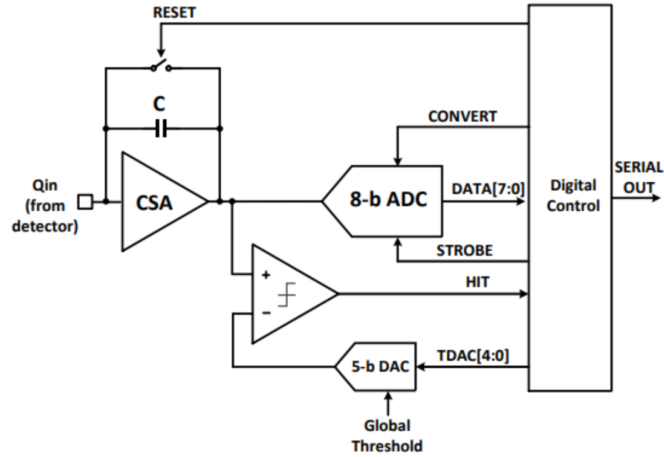 RESET
C
CONVERT
Qin
(from
detector)
CSA
8-b ADC
DATA[7:0]
Digital
Control
SERIAL
OUT
STROBE
+
HIT
−
5-b DAC
TDAC[4:0]
Global
Threshold